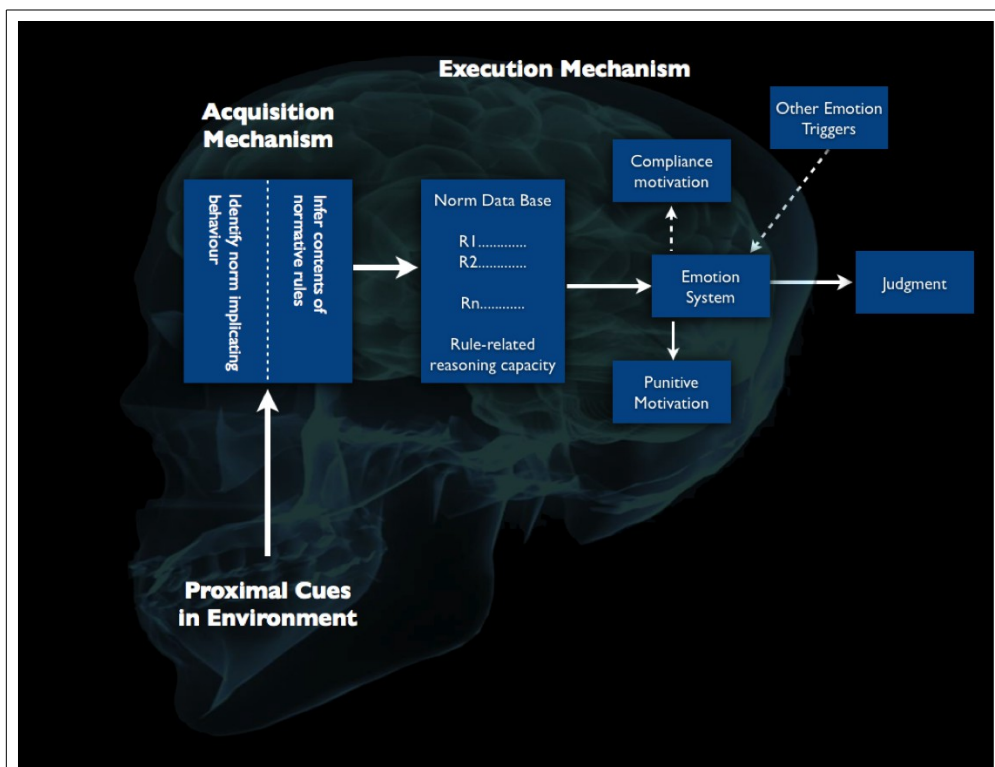 Execution Mechanism
Acquisition
Mechanism
Other Emotion
Triggers
Compliance
motivation
Identify norm implicating
behaviour
Infer contents of
normative rules
Norm Data Base
R1.............
R2.............
Rn............
Rule-related
reasoning capacity
Emotion
System
Judgment
Punitive
Motivation
Proximal Cues
in Environment